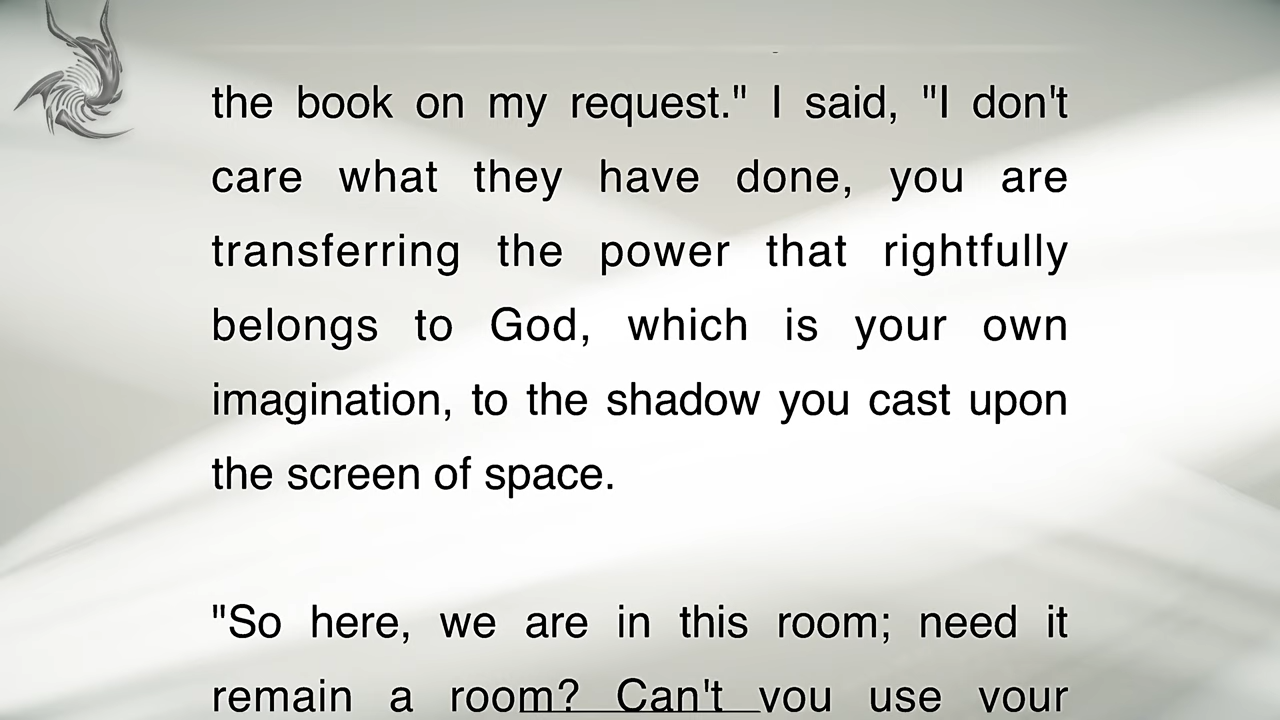 the book on my request." I said, "I don't
care what they have done, you are
transferring the power that rightfully
belongs to God, which is your own
imagination, to the shadow you cast upon
the screen of space.
"So here, we are in this room; need it
remain a room? Can't you use your